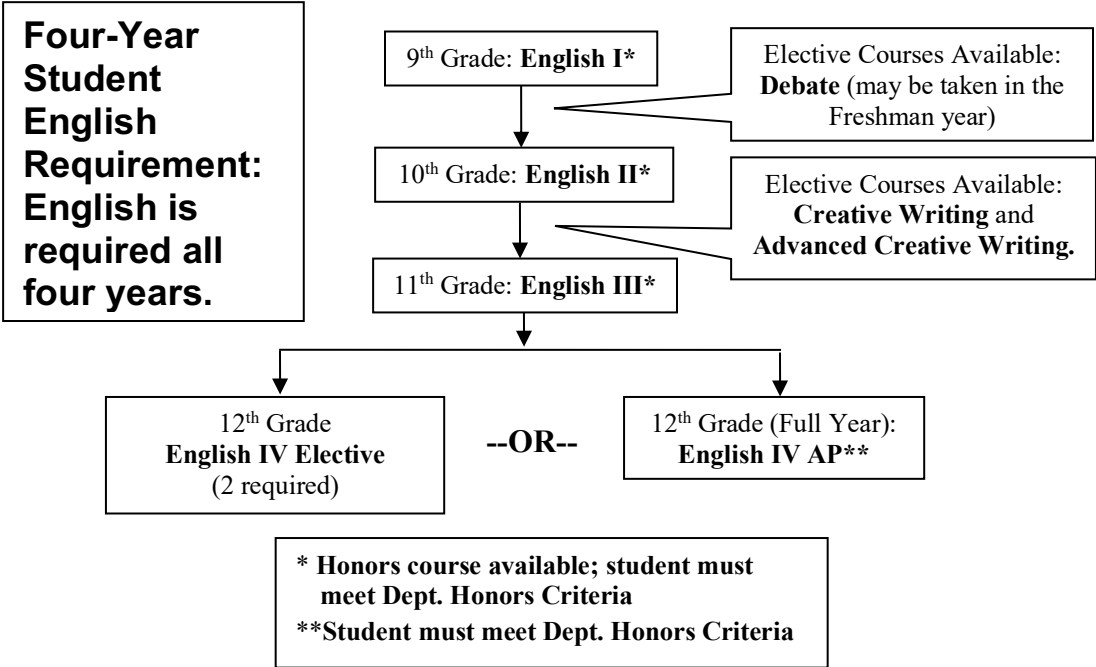 Four-Year
Student
English
Requirement:
English is
required all
four years.
9th Grade: English I*
Elective Courses Available:
Debate (may be taken in the
Freshman year)
10th Grade: English II*
Elective Courses Available:
Creative Writing and
Advanced Creative Writing.
11th Grade: English III*
12th Grade
English IV Elective
(2 required)
--OR--
12th Grade (Full Year):
English IV AP**
* Honors course available; student must
meet Dept. Honors Criteria
**Student must meet Dept. Honors Criteria